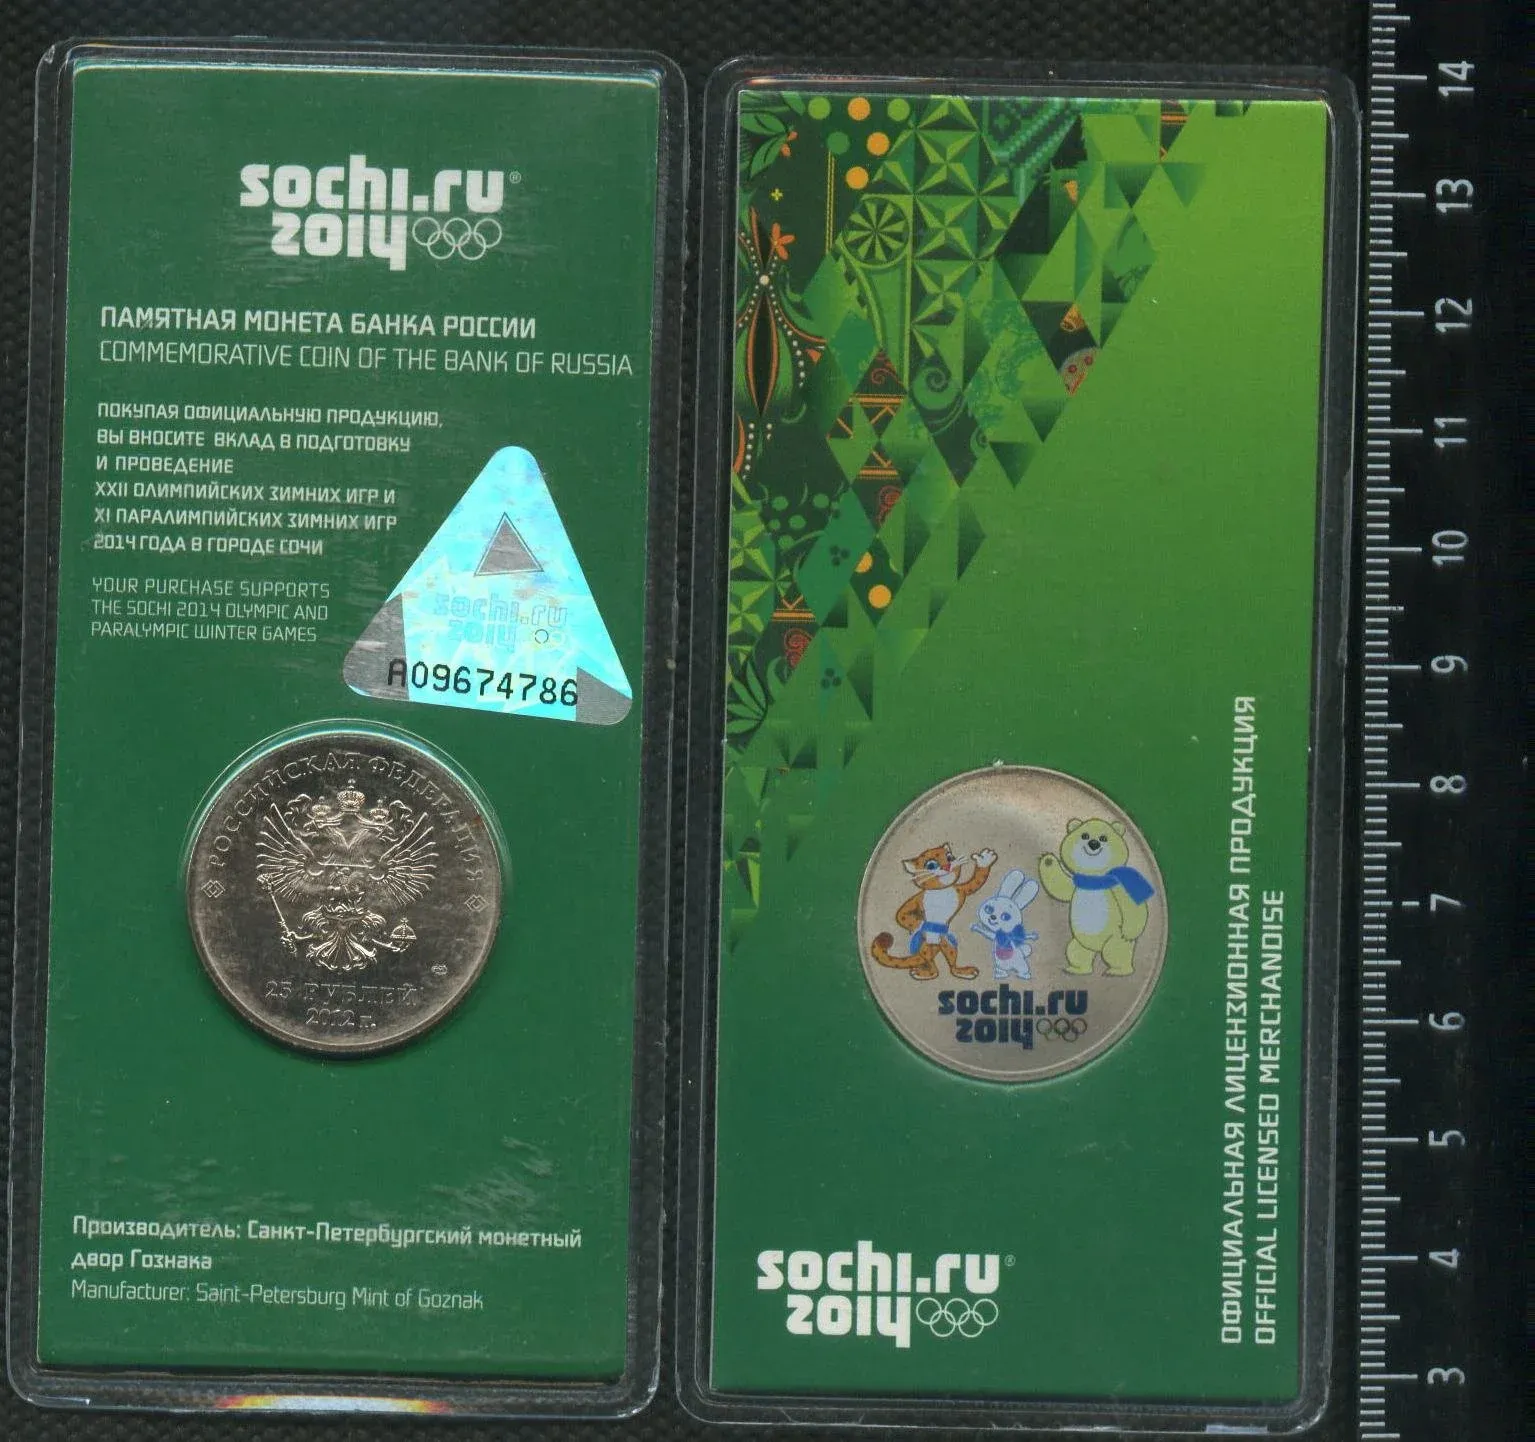 sochi.ru®
2014
ПАМЯТНАЯ МОНЕТА БАНКА РОССИИ
COMMEMORATIVE COIN OF THE BANK OF RUSSIA
ПОКУПАЯ ОФИЦИАЛЬНУЮ ПРОДУКЦИЮ,
ВЫ ВНОСИТЕ ВКЛАД В ПОДГОТОВКУ
И ПРОВЕДЕНИЕ
XXII ОЛИМПИЙСКИХ ЗИМНИХ ИГР И
XI ПАРАЛИМПИЙСКИХ ЗИМНИХ ИГР
2014 ГОДА В ГОРОДЕ СОЧИ
YOUR PURCHASE SUPPORTS
THE SOCHI 2014 OLYMPIC AND
PARALYMPIC WINTER GAMES
sochi.ru
2014
A09674786
РОССИЙСКАЯ ФЕДЕРАЦИЯ
25 РУБЛЕЙ
2012 г.
Производитель: Санкт-Петербургский монетный
двор Гознака
Manufacturer: Saint-Petersburg Mint of Goznak
sochi.ru
2014
ОФИЦИАЛЬНАЯ ЛИЦЕНЗИОННАЯ ПРОДУКЦИЯ
OFFICIAL LICENSED MERCHANDISE
sochi.ru®
2014
14
13
12
11
10
9
8
7
6
5
4
3